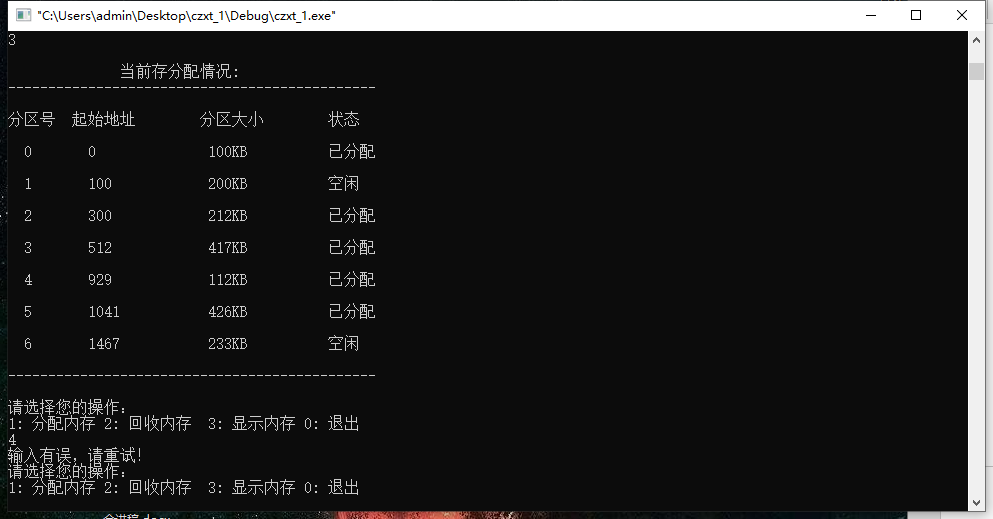 "C:\Users\admin\Desktop\czxt_1\Debug\czxt_1.exe"
3
当前存分配情况:
----------------------------------------------
分区号 起始地址 分区大小 状态
0 0 100KB 已分配
1 100 200KB 空闲
2 300 212KB 已分配
3 512 417KB 已分配
4 929 112KB 已分配
5 1041 426KB 已分配
6 1467 233KB 空闲
----------------------------------------------
请选择您的操作:
1: 分配内存 2: 回收内存 3: 显示内存 0: 退出
4
输入有误，请重试!
请选择您的操作:
1: 分配内存 2: 回收内存 3: 显示内存 0: 退出